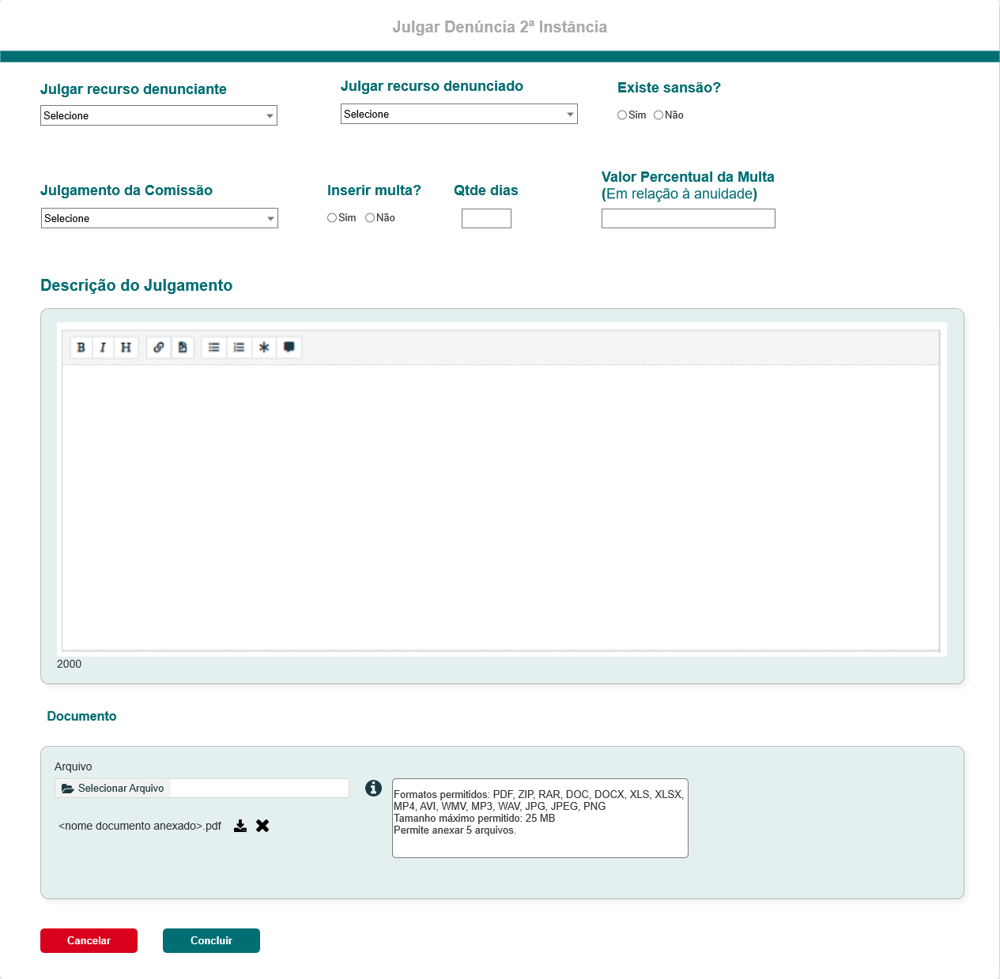 Julgar Denúncia 2ª Instância
Julgar recurso denunciante
Julgar recurso denunciado
Existe sansão?
Selecione
Selecione
Sim Não
Julgamento da Comissão
Inserir multa?
Qtde dias
Valor Percentual da Multa
(Em relação à anuidade)
Selecione
Sim Não
Descrição do Julgamento
B I H
2000
Documento
Arquivo
Selecionar Arquivo
Formatos permitidos: PDF, ZIP, RAR, DOC, DOCX, XLS, XLSX,
MP4, AVI, WMV, MP3, WAV, JPG, JPEG, PNG
Tamanho máximo permitido: 25 MB
Permite anexar 5 arquivos.
<nome documento anexado>.pdf
Cancelar
Concluir